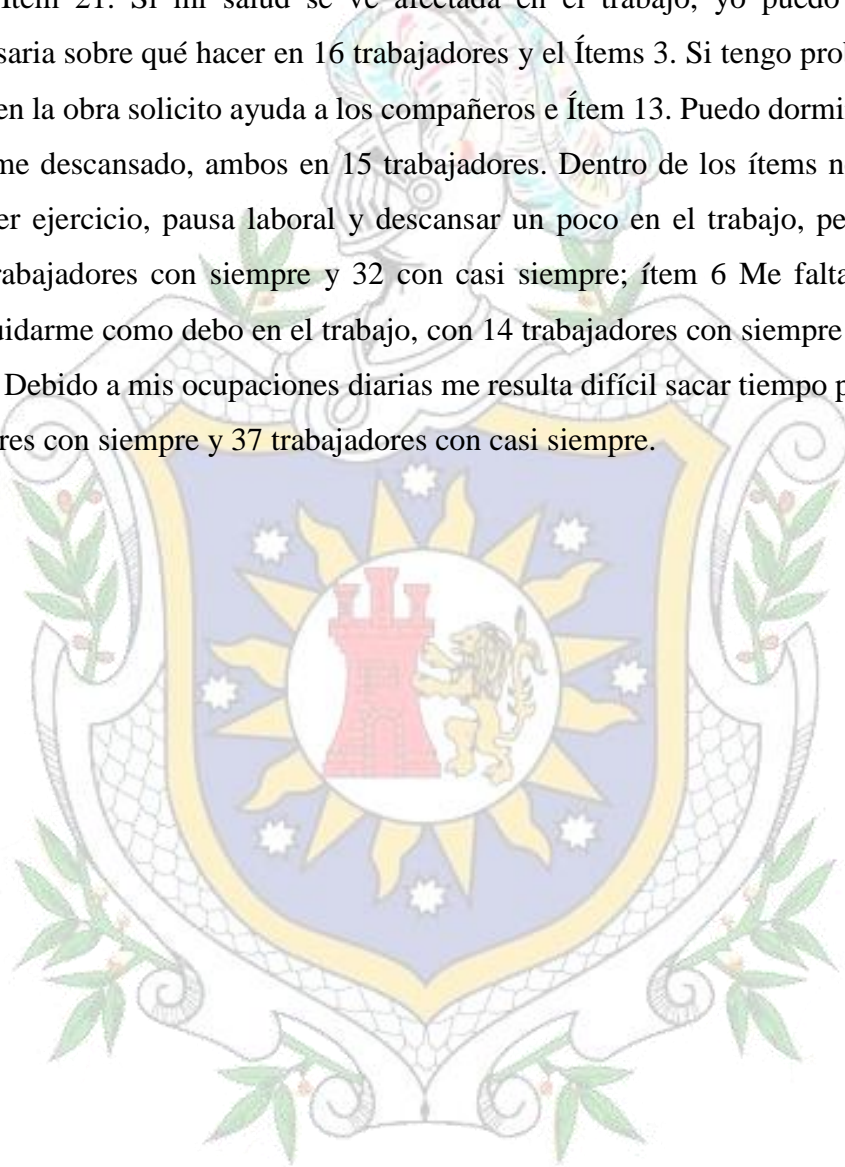 Ítem 21. Si mi salud se ve afectada en el trabajo, yo puedo
saria sobre qué hacer en 16 trabajadores y el Ítems 3. Si tengo
en la obra solicito ayuda a los compañeros e Ítem 13. Puedo
me descansado, ambos en 15 trabajadores. Dentro de los ítems
er ejercicio, pausa laboral y descansar un poco en el trabajo,
rabajadores con siempre y 32 con casi siempre; ítem 6 Me
uidarme como debo en el trabajo, con 14 trabajadores con siempre
Debido a mis ocupaciones diarias me resulta difícil sacar tiempo
res con siempre y 37 trabajadores con casi siempre.